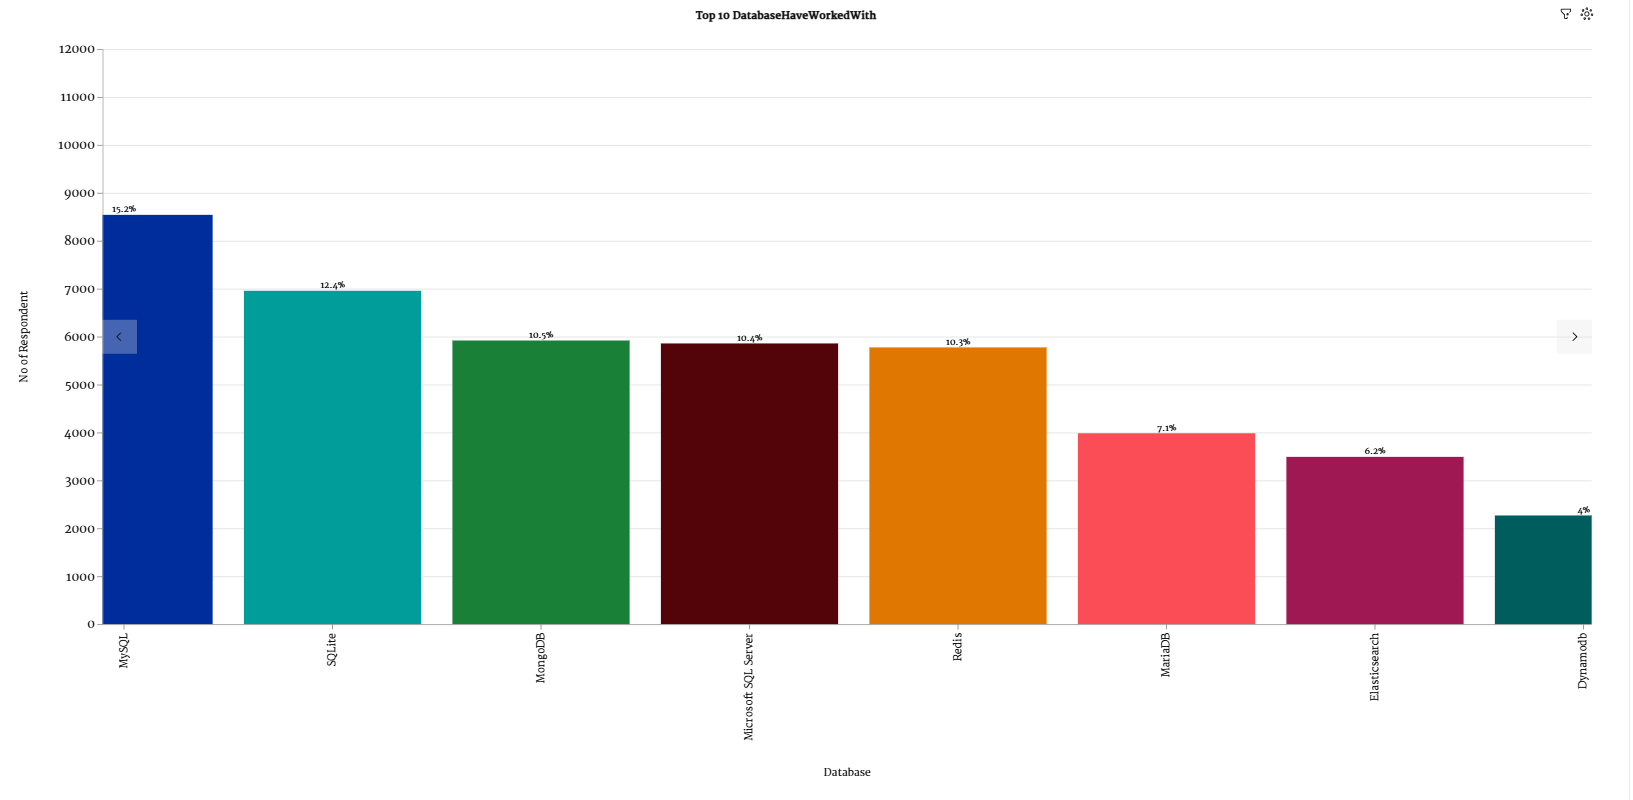 Top 10 DatabaseHaveWorkedWith
No of Respondent
12000
11000
10000
9000
8000
7000
6000
5000
4000
3000
2000
1000
0
15.2%
12.4%
10.5%
10.4%
10.3%
7.1%
6.2%
4%
MySQL
SQLite
MongoDB
Microsoft SQL Server
Redis
MariaDB
Elasticsearch
Dynamodb
Database